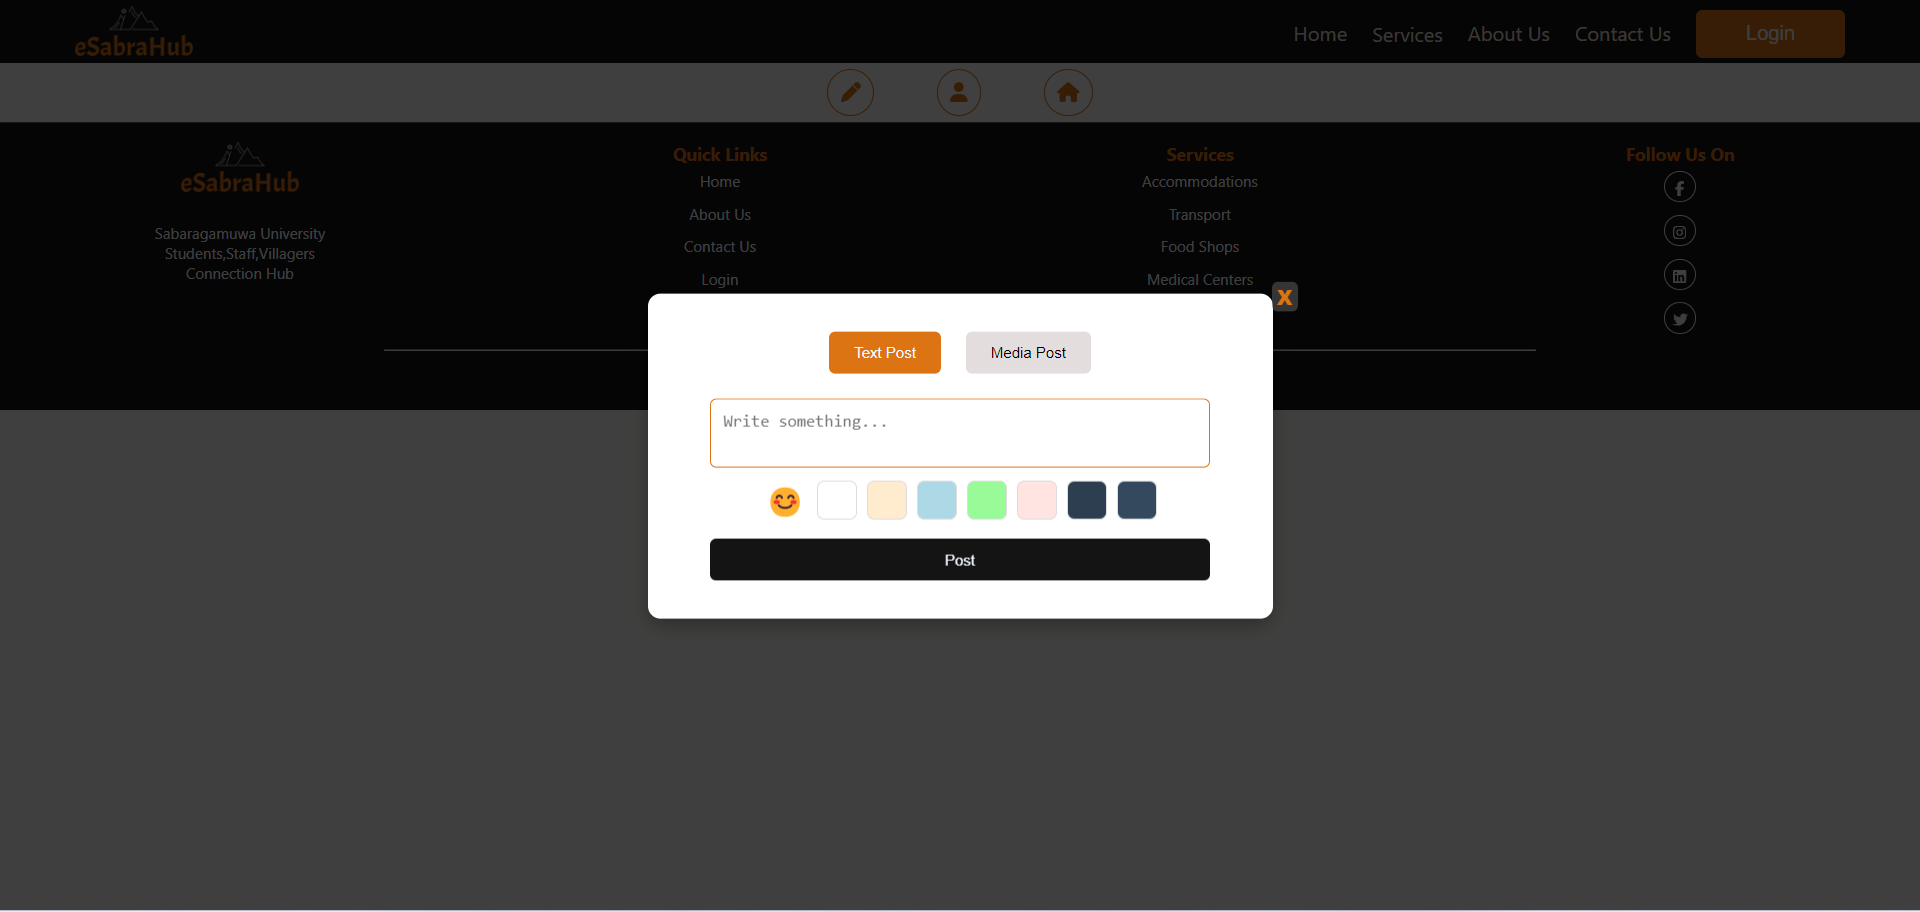 eSabraHub
Home Services About Us Contact Us Login
eSabraHub
Sabaragamuwa University
Students,Staff,Villagers
Connection Hub
Quick Links
Home
About Us
Contact Us
Login
Services
Accommodations
Transport
Food Shops
Medical Centers
Follow Us On
X
Text Post Media Post
Write something...
Post